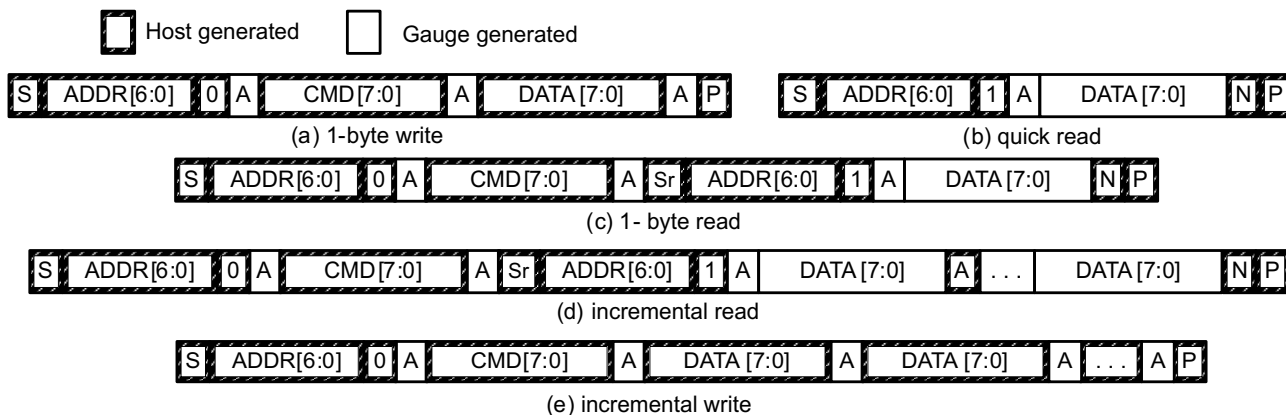 Host generated Gauge generated
S ADDR[6:0] 0 A CMD[7:0] A DATA[7:0] A P S ADDR[6:0] 1 A DATA[7:0] N P
(a) 1-byte write (b) quick read
S ADDR[6:0] 0 A CMD[7:0] A Sr ADDR[6:0] 1 A DATA[7:0] N P
(c) 1- byte read
S ADDR[6:0] 0 A CMD[7:0] A Sr ADDR[6:0] 1 A DATA[7:0] A . . . DATA[7:0] N P
(d) incremental read
S ADDR[6:0] 0 A CMD[7:0] A DATA[7:0] A DATA[7:0] A . . . A P
(e) incremental write